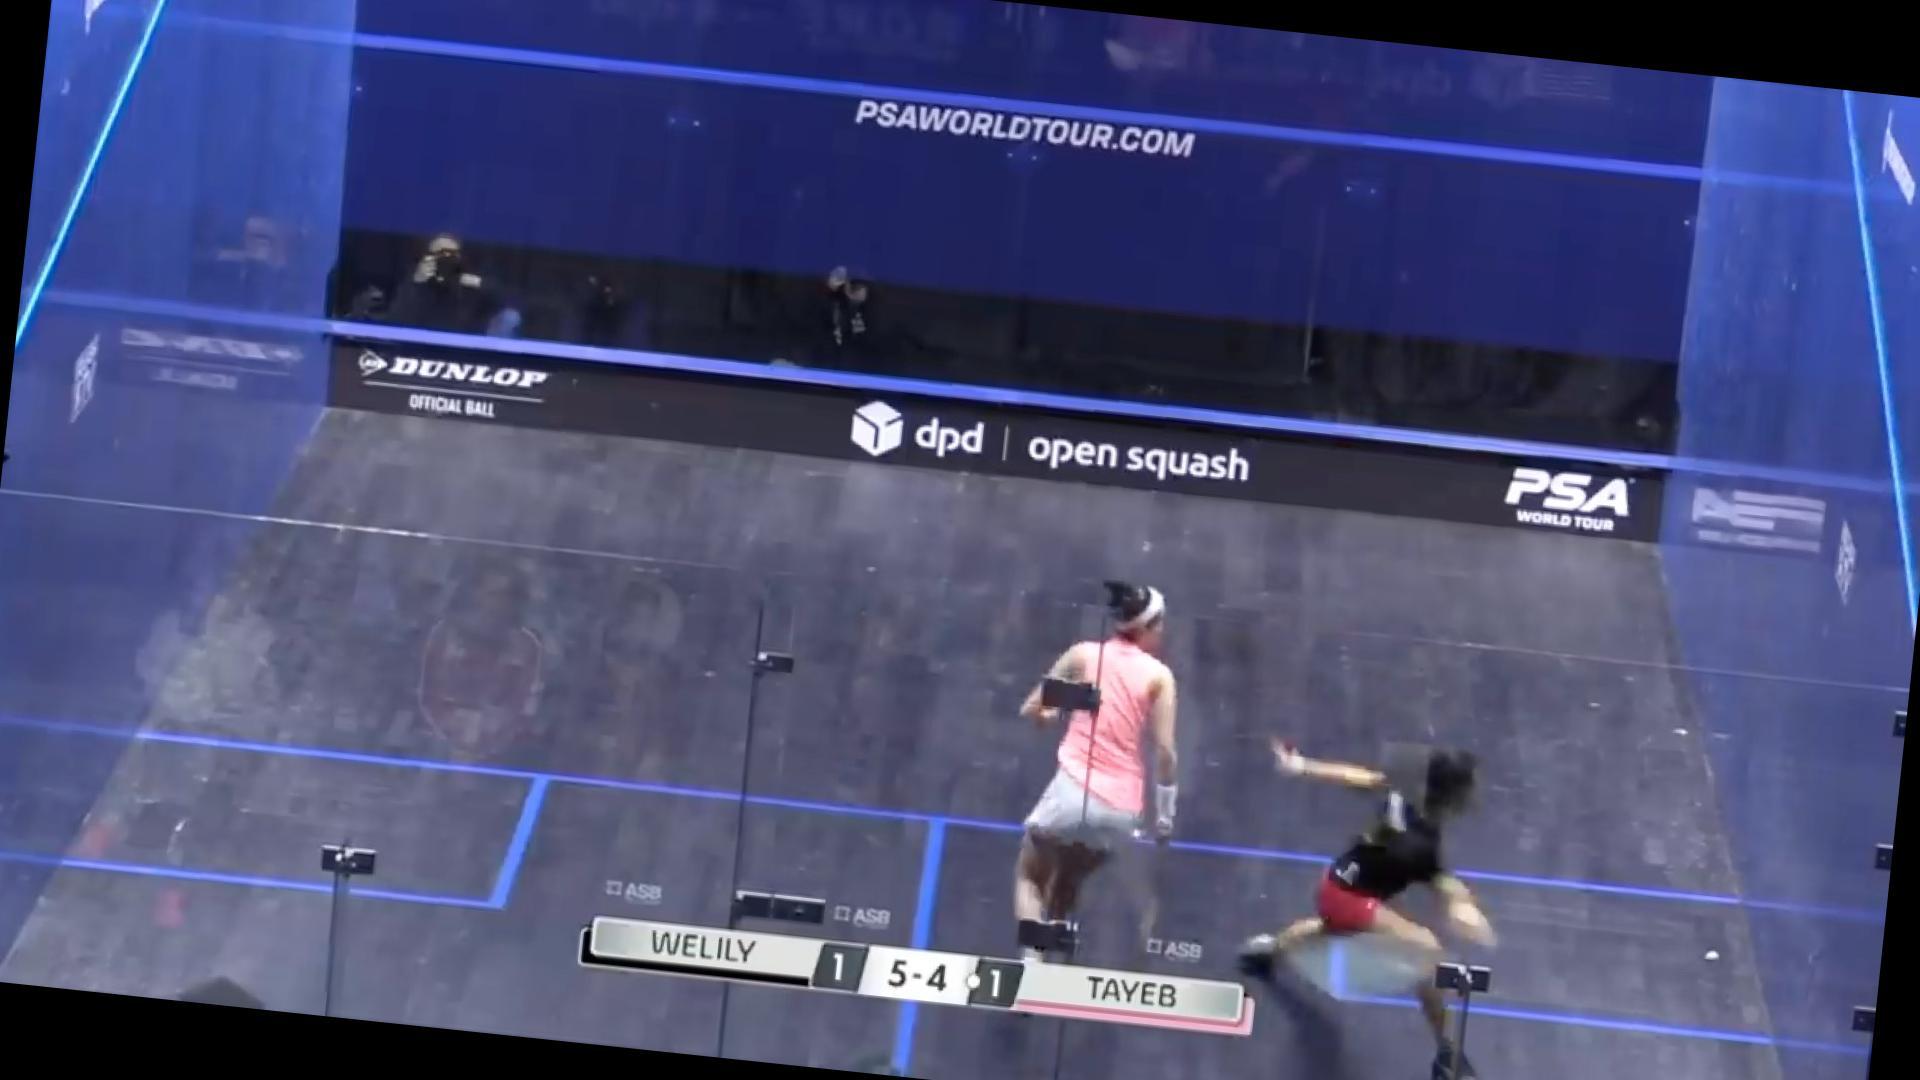 PSAWORLDTOUR.COM
DUNLOP
OFFICIAL BALL
dpd | open squash
PSA
WORLD TOUR
ASB
ASB
ASB
WELILY 1 5-4 1 TAYEB